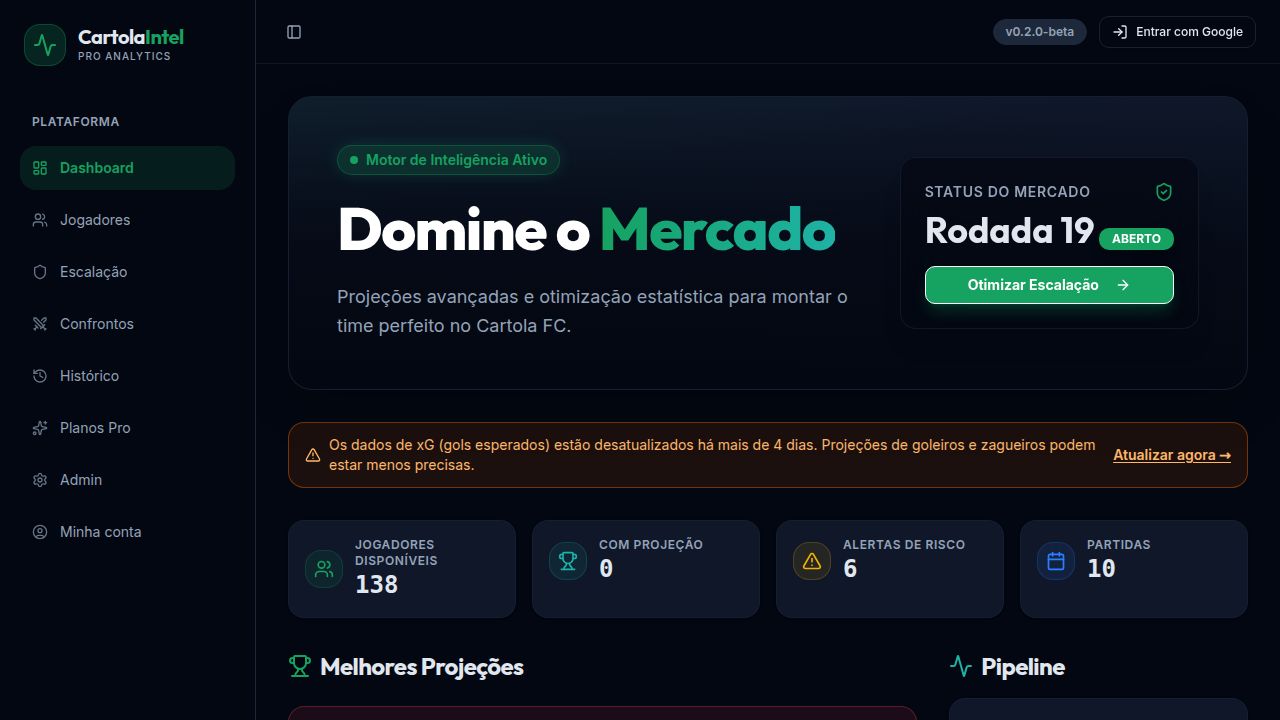 CartolaIntel
PRO ANALYTICS
PLATAFORMA
Dashboard
Jogadores
Escalação
Confrontos
Histórico
Planos Pro
Admin
Minha conta
v0.2.0-beta
Entrar com Google
Motor de Inteligência Ativo
Domine o Mercado
Projeções avançadas e otimização estatística para montar o
time perfeito no Cartola FC.
STATUS DO MERCADO
Rodada 19 ABERTO
Otimizar Escalação →
Os dados de xG (gols esperados) estão desatualizados há mais de 4 dias. Projeções de goleiros e zagueiros podem
estar menos precisas.
Atualizar agora →
JOGADORES
DISPONÍVEIS
138
COM PROJEÇÃO
0
ALERTAS DE RISCO
6
PARTIDAS
10
Melhores Projeções
Pipeline